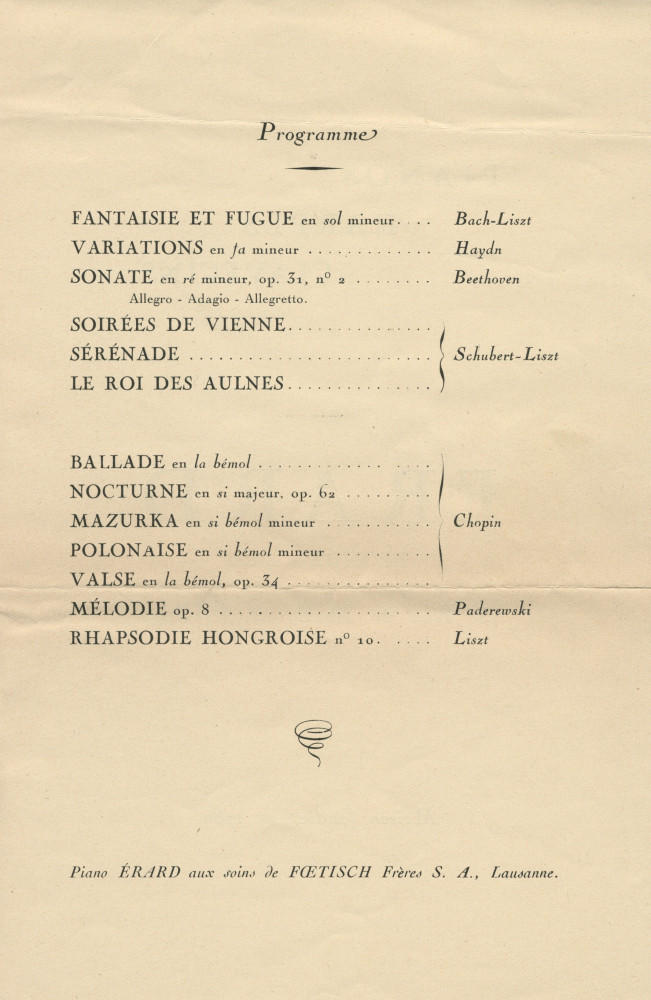 Programme
FANTAISIE ET FUGUE en sol mineur. . . . Bach-Liszt
VARIATIONS en fa mineur . . . . . . . . . . . . . Haydn
SONATE en ré mineur, op. 31, nº 2 . . . . . . . . Beethoven
Allegro - Adagio - Allegretto.
SOIRÉES DE VIENNE. . . . . . . . . . . . . . .
SÉRÉNADE . . . . . . . . . . . . . . . . . . . . . . . . . Schubert-Liszt
LE ROI DES AULNES . . . . . . . . . . . . . . .
BALLADE en la bémol . . . . . . . . . . . . . . . . .
NOCTURNE en si majeur, op. 62 . . . . . . . . .
MAZURKA en si bémol mineur . . . . . . . . . . . Chopin
POLONAISE en si bémol mineur . . . . . . . . . .
VALSE en la bémol, op. 34 . . . . . . . . . . . . . . .
MÉLODIE op. 8 . . . . . . . . . . . . . . . . . . . . . . Paderewski
RHAPSODIE HONGROISE nº 10. . . . . Liszt
Piano ÉRARD aux soins de FŒTISCH Frères S. A., Lausanne.